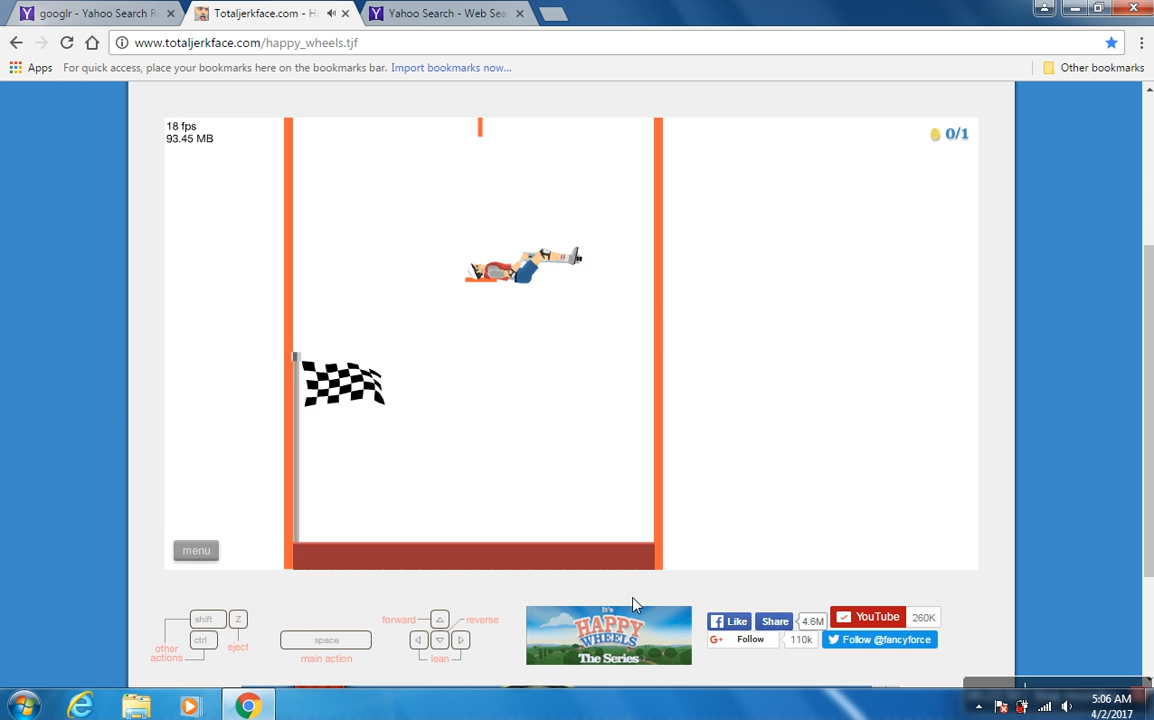 googlr - Yahoo Search R
Totaljerkface.com - H
Yahoo Search - Web Sea
www.totaljerkface.com/happy_wheels.tjf
Apps
For quick access, place your bookmarks here on the bookmarks bar. Import bookmarks now...
Other bookmarks
18 fps
93.45 MB
0/1
menu
shift
Z
ctrl
eject
other
actions
space
main action
forward
reverse
lean
It's
HAPPY
WHEELS
The Series
Like
Share
4.6M
YouTube
260K
Follow
110k
Follow @fancyforce
5:06 AM
4/2/2017